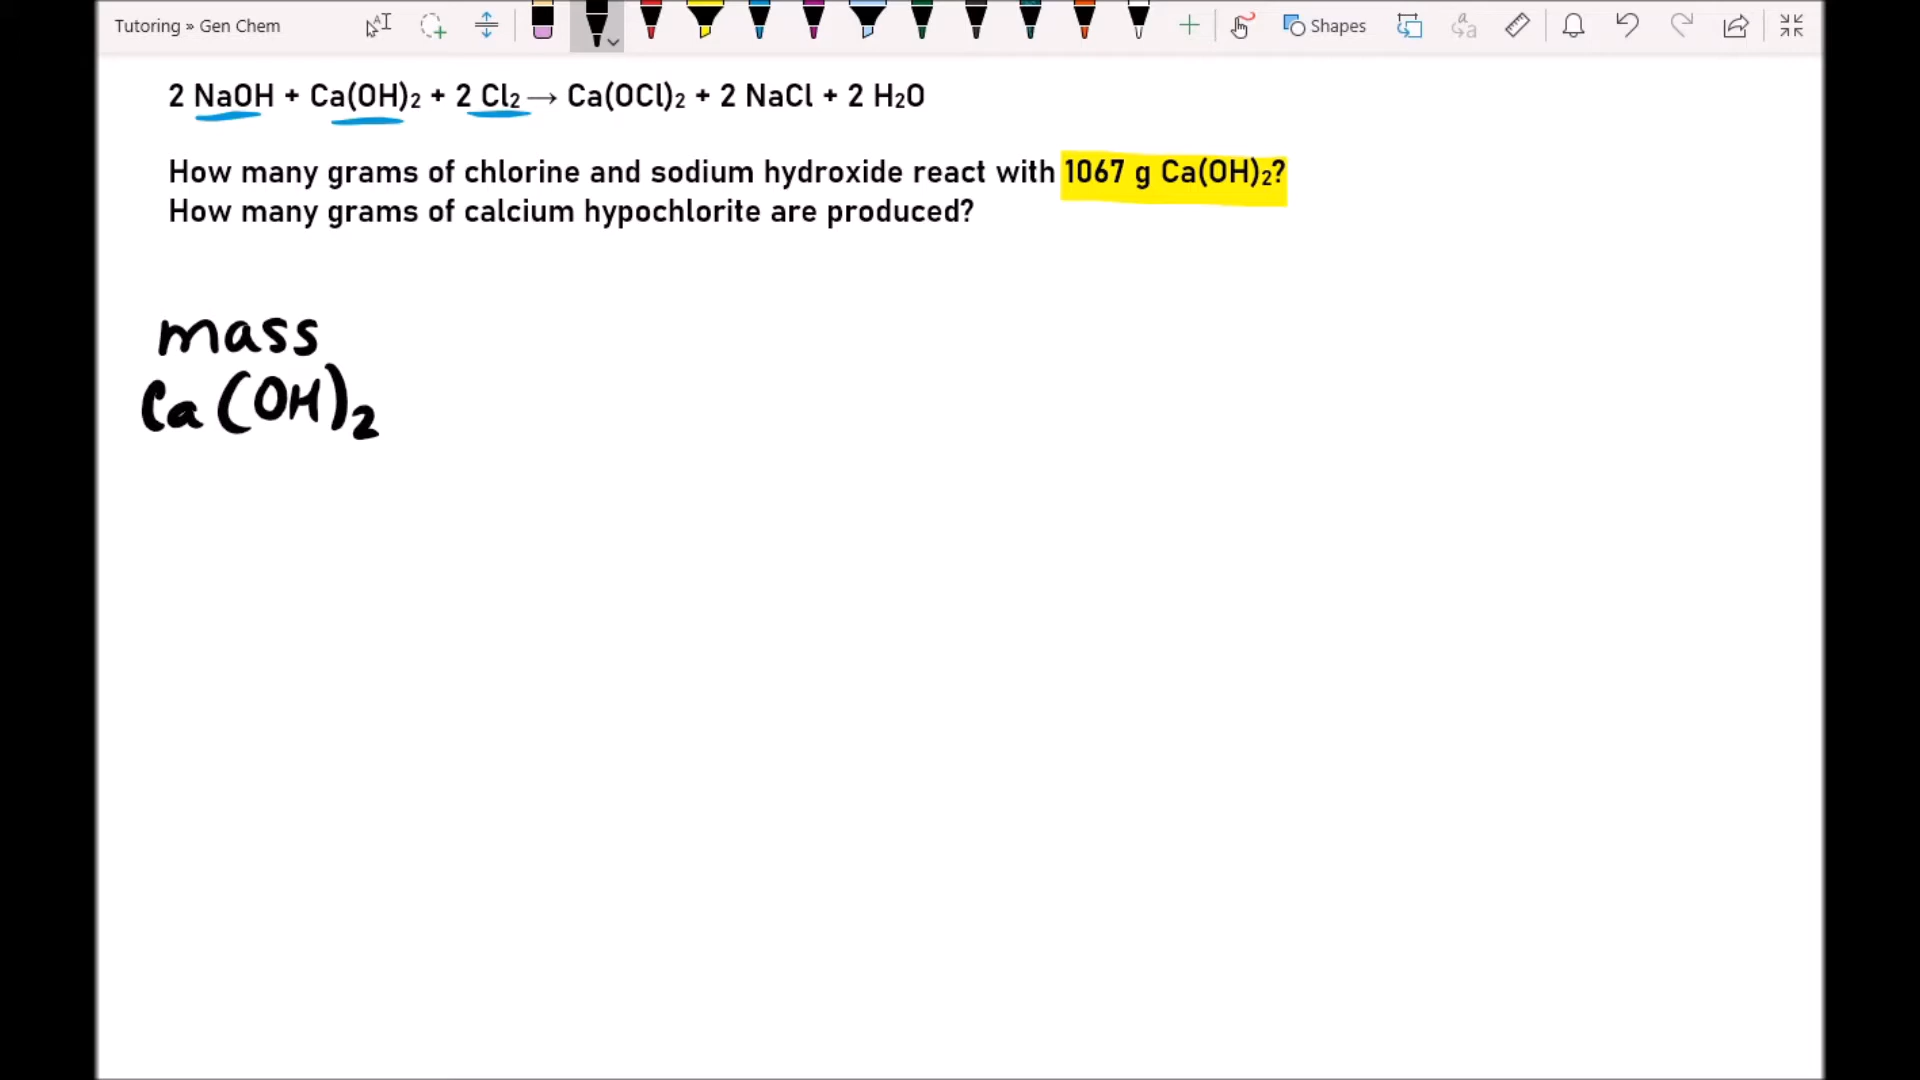 Tutoring » Gen Chem
Shapes
2 NaOH + Ca(OH)₂ + 2 Cl₂ → Ca(OCl)₂ + 2 NaCl + 2 H₂O
How many grams of chlorine and sodium hydroxide react with 1067 g Ca(OH)₂?
How many grams of calcium hypochlorite are produced?
mass
Ca(OH)₂